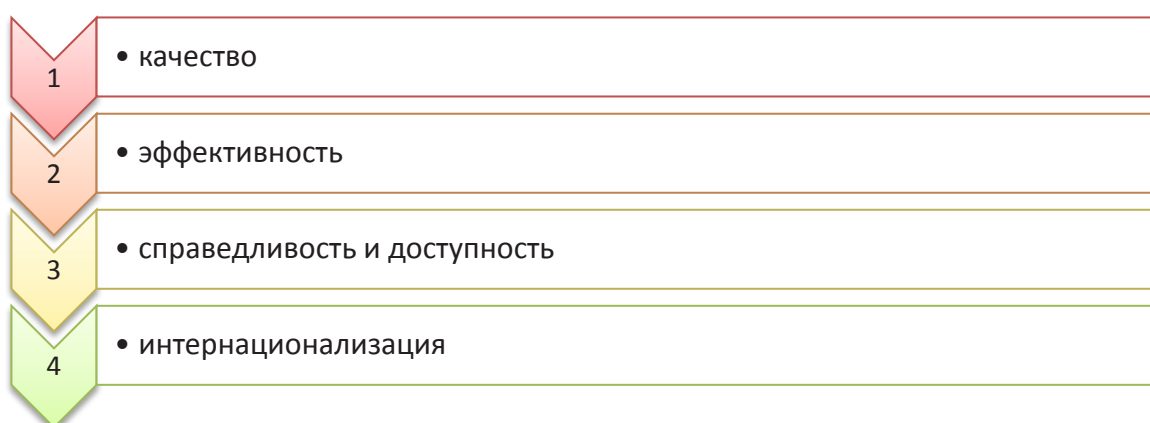 1
• качество
2
• эффективность
3
• справедливость и доступность
4
• интернационализация